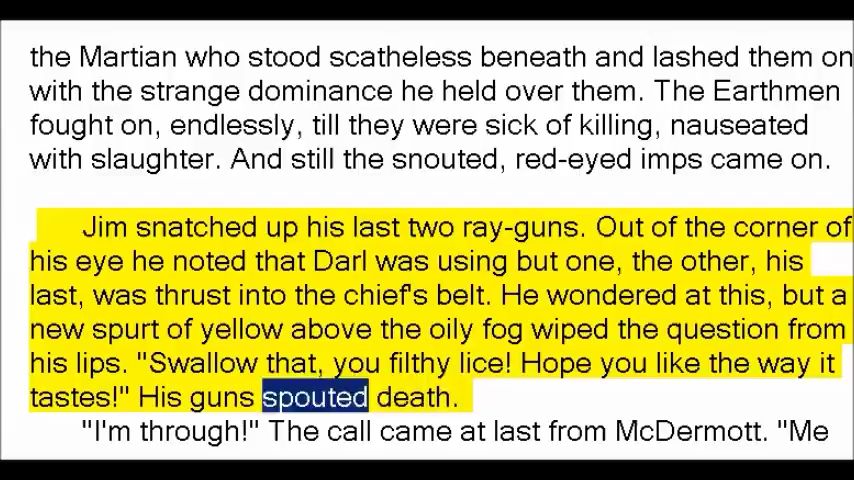 the Martian who stood scatheless beneath and lashed them on
with the strange dominance he held over them. The Earthmen
fought on, endlessly, till they were sick of killing, nauseated
with slaughter. And still the snouted, red-eyed imps came on.
Jim snatched up his last two ray-guns. Out of the corner of
his eye he noted that Darl was using but one, the other, his
last, was thrust into the chief's belt. He wondered at this, but a
new spurt of yellow above the oily fog wiped the question from
his lips. "Swallow that, you filthy lice! Hope you like the way it
tastes!" His guns spouted death.
"I'm through!" The call came at last from McDermott. "Me